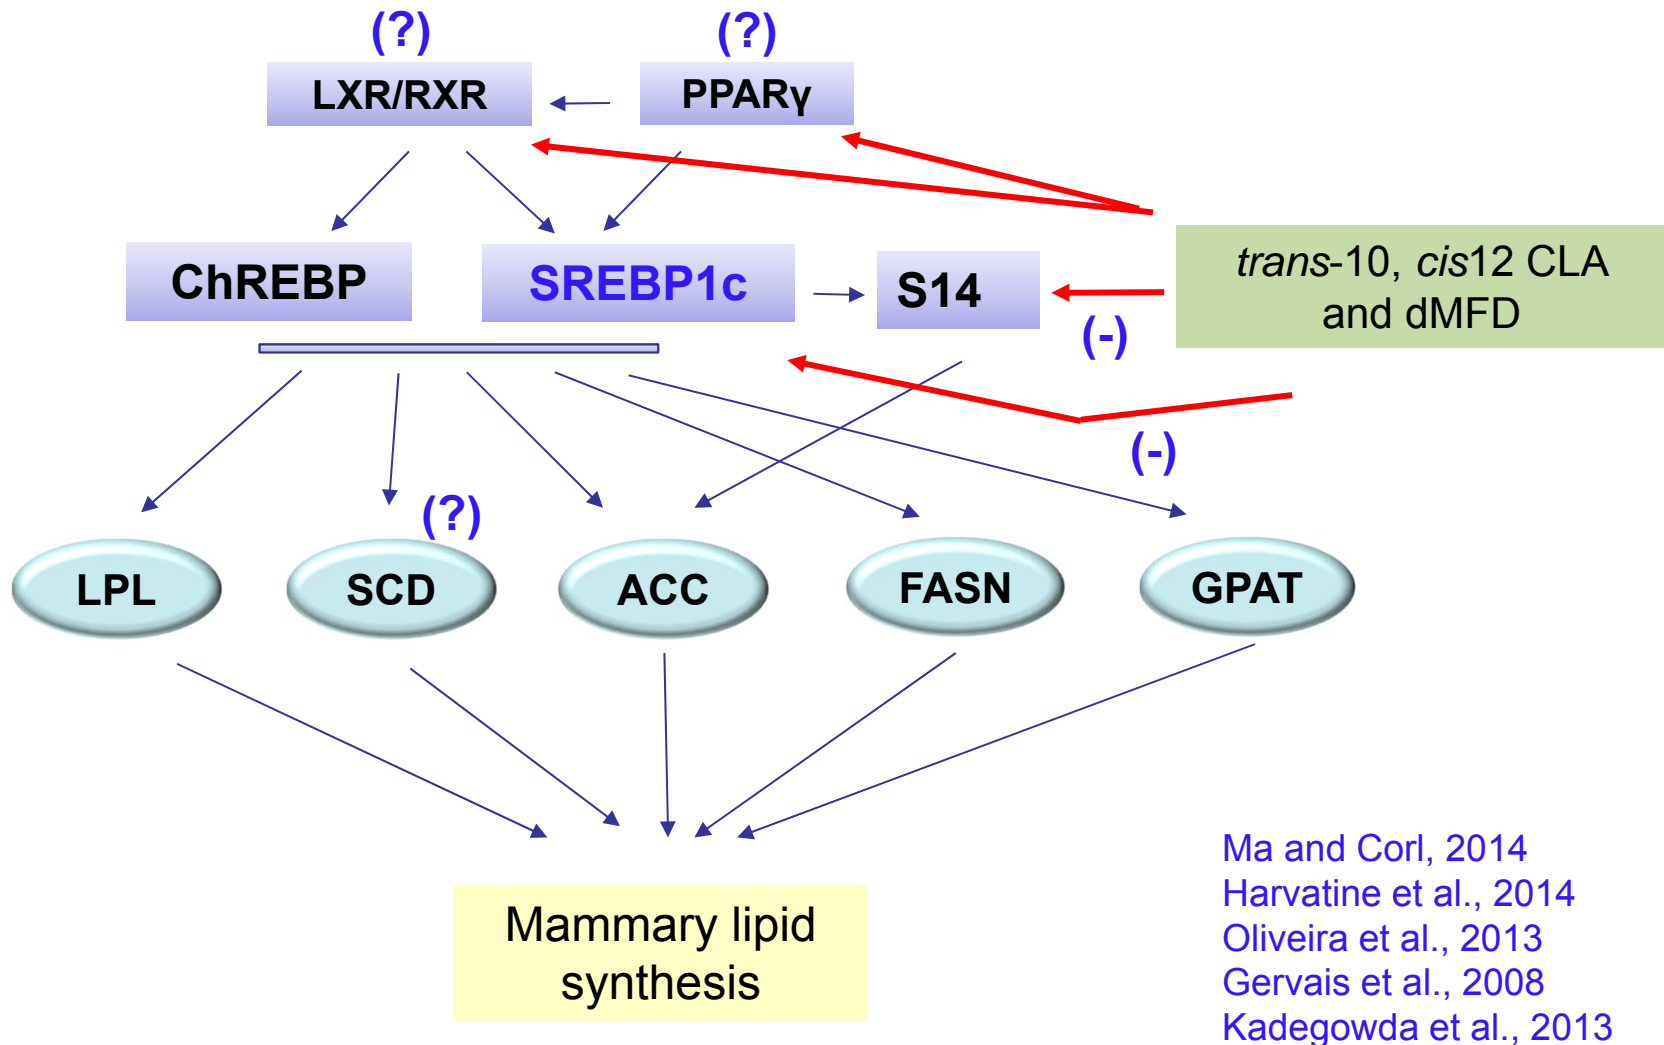 (?)
(?)
LXR/RXR
PPARγ
ChREBP
SREBP1c
S14
trans-10, cis12 CLA
and dMFD
(-)
(-)
(?)
LPL
SCD
ACC
FASN
GPAT
Mammary lipid
synthesis
Ma and Corl, 2014
Harvatine et al., 2014
Oliveira et al., 2013
Gervais et al., 2008
Kadegowda et al., 2013